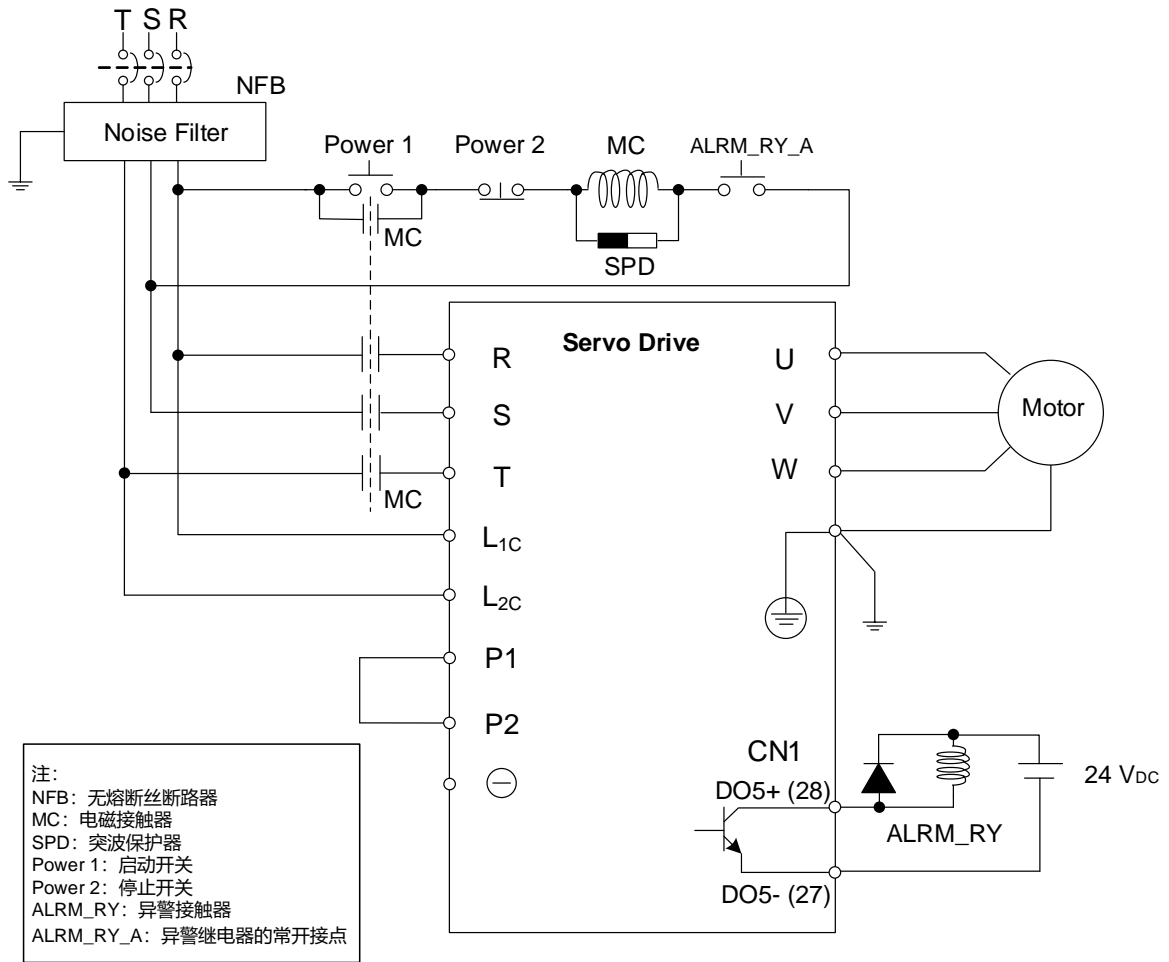 T S R
NFB
Noise Filter
Power 1
Power 2
MC
ALRM_RY_A
MC
SPD
Servo Drive
R
U
S
V
Motor
T
W
MC
L1C
L2C
P1
P2
CN1
24 VDC
DO5+ (28)
ALRM_RY
DO5- (27)
注：
NFB：无熔断丝断路器
MC：电磁接触器
SPD：突波保护器
Power 1：启动开关
Power 2：停止开关
ALRM_RY：异警接触器
ALRM_RY_A：异警继电器的常开接点